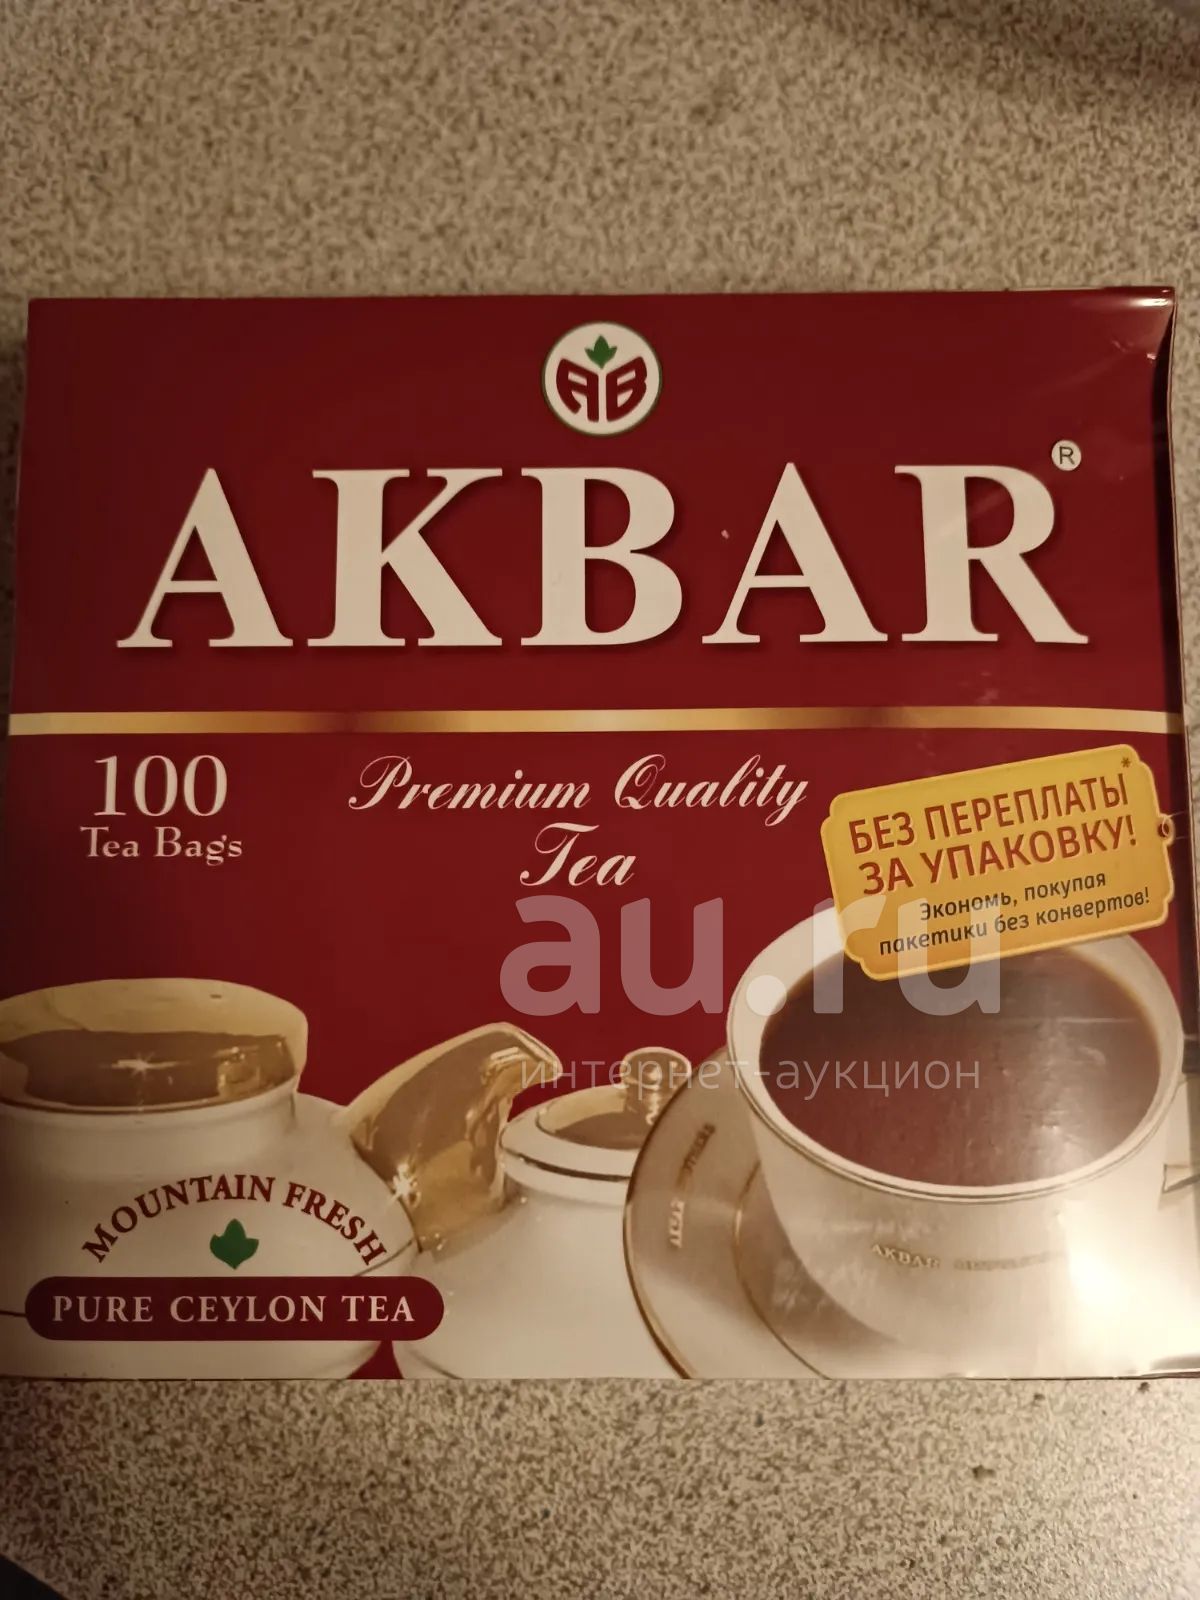 AB
AKBAR
®
100
Tea Bags
Premium Quality
Tea
БЕЗ ПЕРЕПЛАТЫ*
ЗА УПАКОВКУ!
Экономь, покупая
пакетики без конвертов!
au.ru
интернет-аукцион
MOUNTAIN FRESH
PURE CEYLON TEA
AKBAR
AKBAR